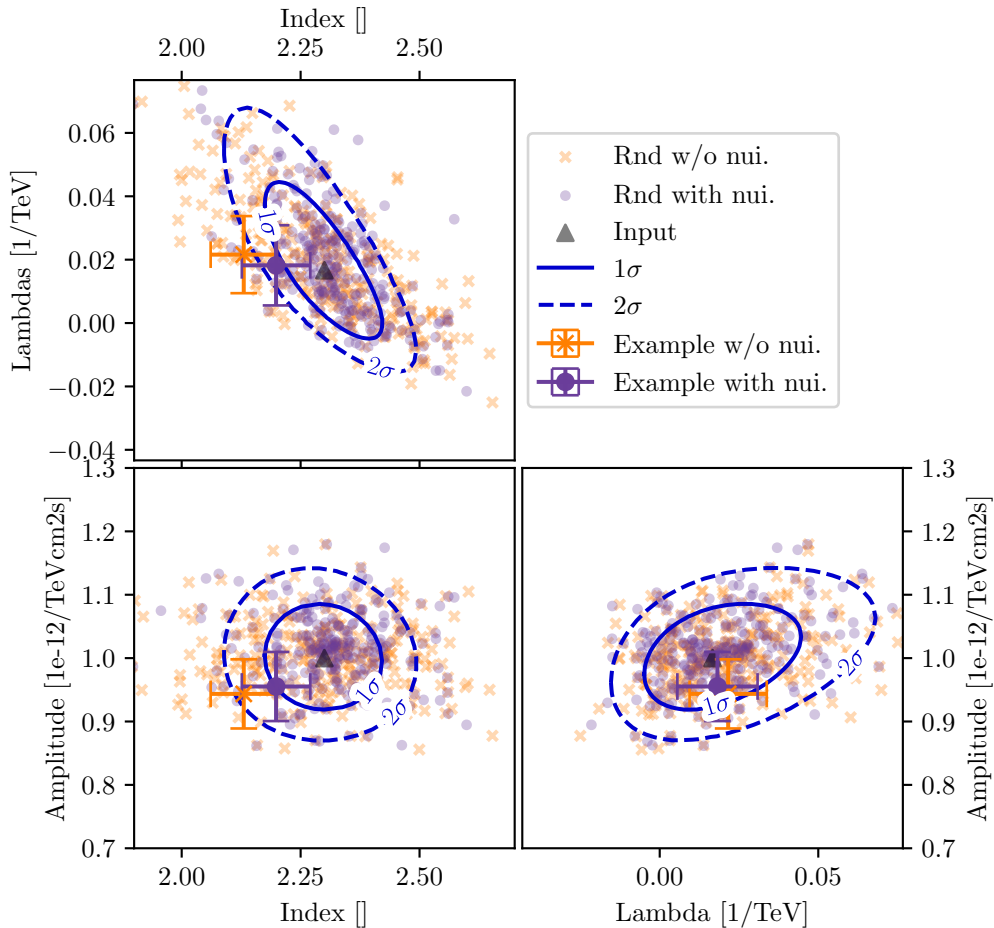 Index []
2.00 2.25 2.50
Lambdas [1/TeV]
0.06
0.04
0.02
0.00
−0.02
−0.04
1σ
2σ
Rnd w/o nui.
Rnd with nui.
Input
1σ
2σ
Example w/o nui.
Example with nui.
Amplitude [1e-12/TeVcm2s]
1.3
1.2
1.1
1.0
0.9
0.8
0.7
1σ
2σ
2.00 2.25 2.50
Index []
1σ
2σ
0.00 0.05
Lambda [1/TeV]
1.3
1.2
1.1
1.0
0.9
0.8
0.7
Amplitude [1e-12/TeVcm2s]